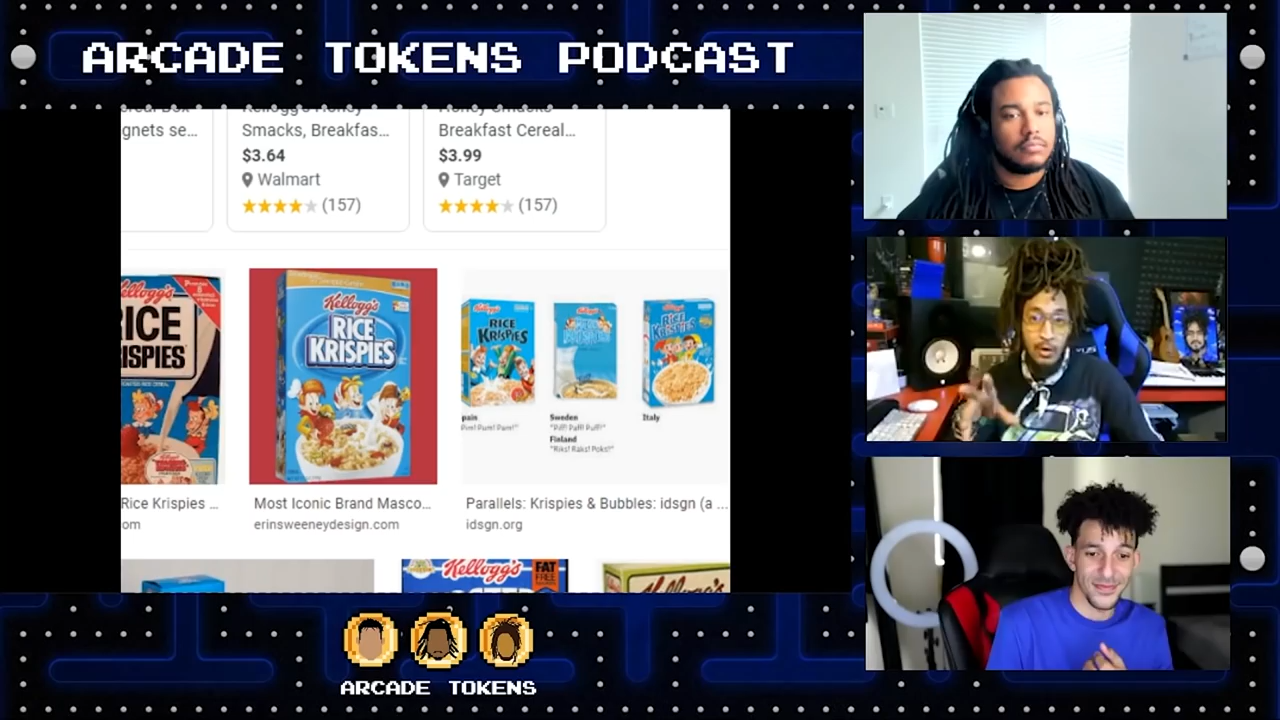 ARCADE TOKENS PODCAST
gnets se...
Smacks, Breakfas...
Breakfast Cereal...
$3.64
$3.99
Walmart
Target
(157)
(157)
Kellogg's
RICE
KRISPIES
RICE
KRISPIES
Rice
Krispies
Sweden
Italy
Finland
Rice Krispies ...
Most Iconic Brand Masco...
Parallels: Krispies & Bubbles: idsgn (a ...
om
erinsweeneydesign.com
idsgn.org
Kellogg's
FAT
FREE
ARCADE TOKENS